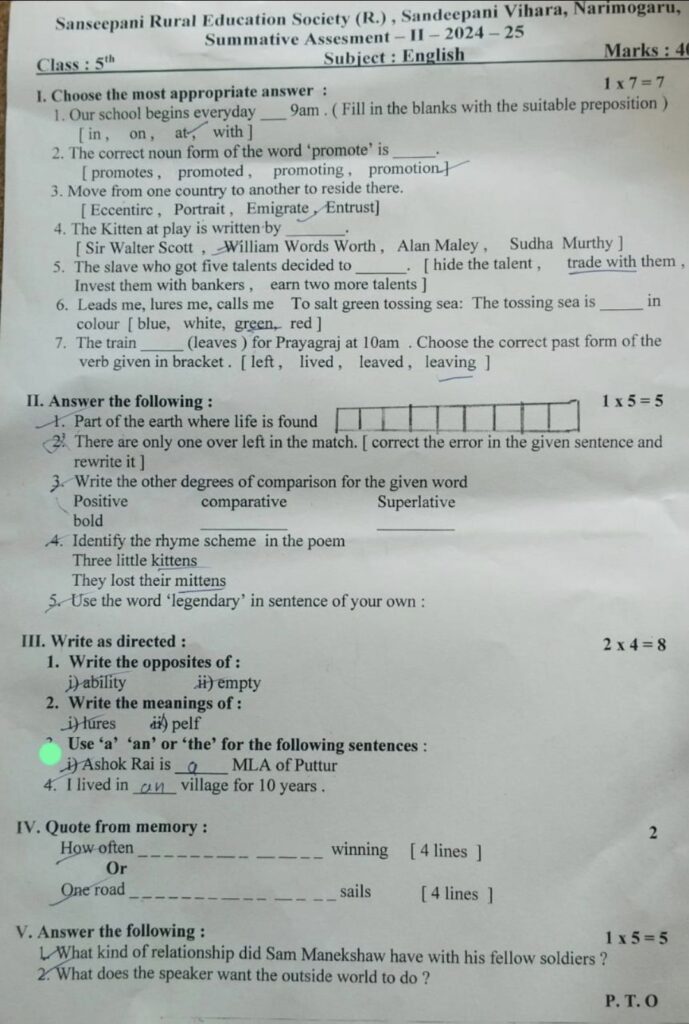 Sanseepani Rural Education Society (R.) , Sandeepani Vihara, Narimogaru,
Summative Assesment – II – 2024 – 25
Class : 5th Subject : English Marks : 40
I. Choose the most appropriate answer : 1 x 7 = 7
1. Our school begins everyday ___ 9am . ( Fill in the blanks with the suitable preposition )
[ in , on , at, with ]
2. The correct noun form of the word ‘promote’ is _____.
[ promotes , promoted , promoting , promotion]
3. Move from one country to another to reside there.
[ Eccentirc , Portrait , Emigrate , Entrust]
4. The Kitten at play is written by _______.
[ Sir Walter Scott , William Words Worth , Alan Maley , Sudha Murthy ]
5. The slave who got five talents decided to ______. [ hide the talent , trade with them ,
Invest them with bankers , earn two more talents ]
6. Leads me, lures me, calls me To salt green tossing sea: The tossing sea is _____ in
colour [ blue, white, green, red ]
7. The train _____ (leaves ) for Prayagraj at 10am . Choose the correct past form of the
verb given in bracket . [ left , lived , leaved , leaving ]
II. Answer the following : 1 x 5 = 5
1. Part of the earth where life is found
2. There are only one over left in the match. [ correct the error in the given sentence and
rewrite it ]
3. Write the other degrees of comparison for the given word
Positive comparative Superlative
bold __________ _________
4. Identify the rhyme scheme in the poem
Three little kittens
They lost their mittens
5. Use the word ‘legendary’ in sentence of your own :
III. Write as directed : 2 x 4 = 8
1. Write the opposites of :
i) ability ii) empty
2. Write the meanings of :
i) lures ii) pelf
Use ‘a’ ‘an’ or ‘the’ for the following sentences :
i) Ashok Rai is a MLA of Puttur
4. I lived in an village for 10 years .
IV. Quote from memory : 2
How often _ _ _ _ _ _ _ _ _ _ _ _ winning [ 4 lines ]
Or
One road _ _ _ _ _ _ _ _ _ _ _ _ _ sails [ 4 lines ]
V. Answer the following : 1 x 5 = 5
1. What kind of relationship did Sam Manekshaw have with his fellow soldiers ?
2. What does the speaker want the outside world to do ?
P. T. O